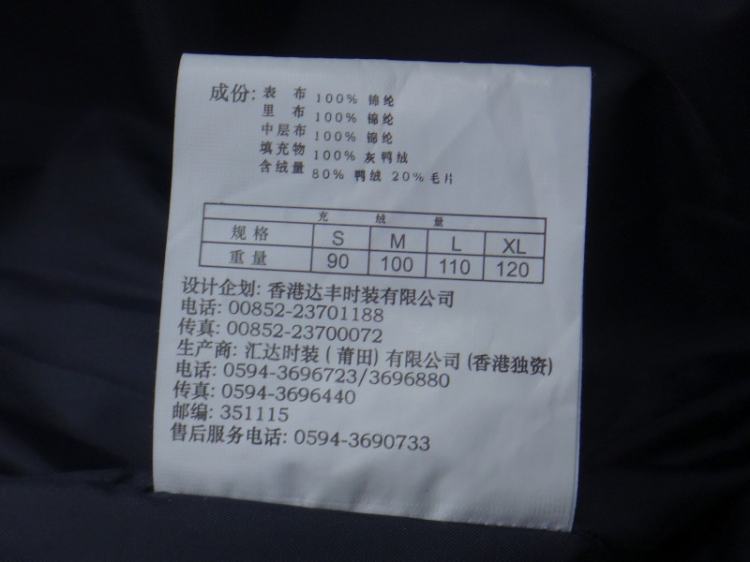 成份: 表 布 100% 锦纶
里 布 100% 锦纶
中层布 100% 锦纶
填充物 100% 灰鸭绒
含绒量 80% 鸭绒 20%毛片
充 绒 量
规格 S M L XL
重量 90 100 110 120
设计企划: 香港达丰时装有限公司
电话: 00852-23701188
传真: 00852-23700072
生产商: 汇达时装 ( 莆田) 有限公司 (香港独资)
电话: 0594-3696723/3696880
传真: 0594-3696440
邮编: 351115
售后服务电话: 0594-3690733